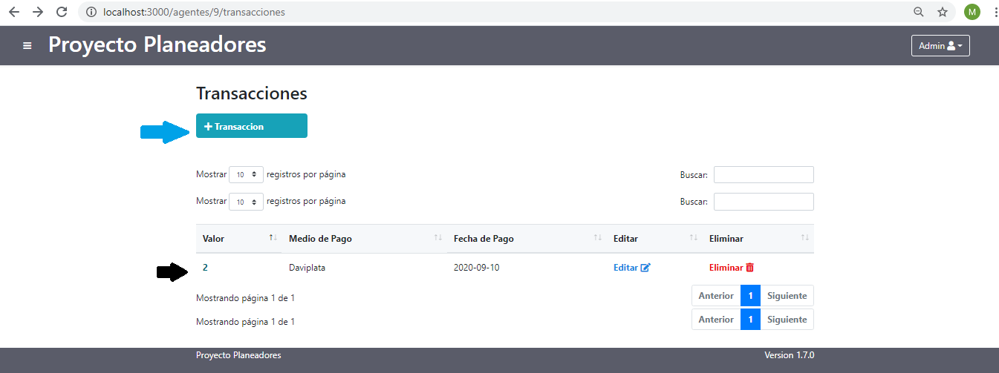 localhost:3000/agentes/9/transacciones
M
Proyecto Planeadores
Admin
Transacciones
Transaccion
Mostrar 10 registros por página Buscar:
Mostrar 10 registros por página Buscar:
Valor Medio de Pago Fecha de Pago Editar Eliminar
2 Daviplata 2020-09-10 Editar Eliminar
Mostrando página 1 de 1 Anterior 1 Siguiente
Mostrando página 1 de 1 Anterior 1 Siguiente
Proyecto Planeadores Version 1.7.0